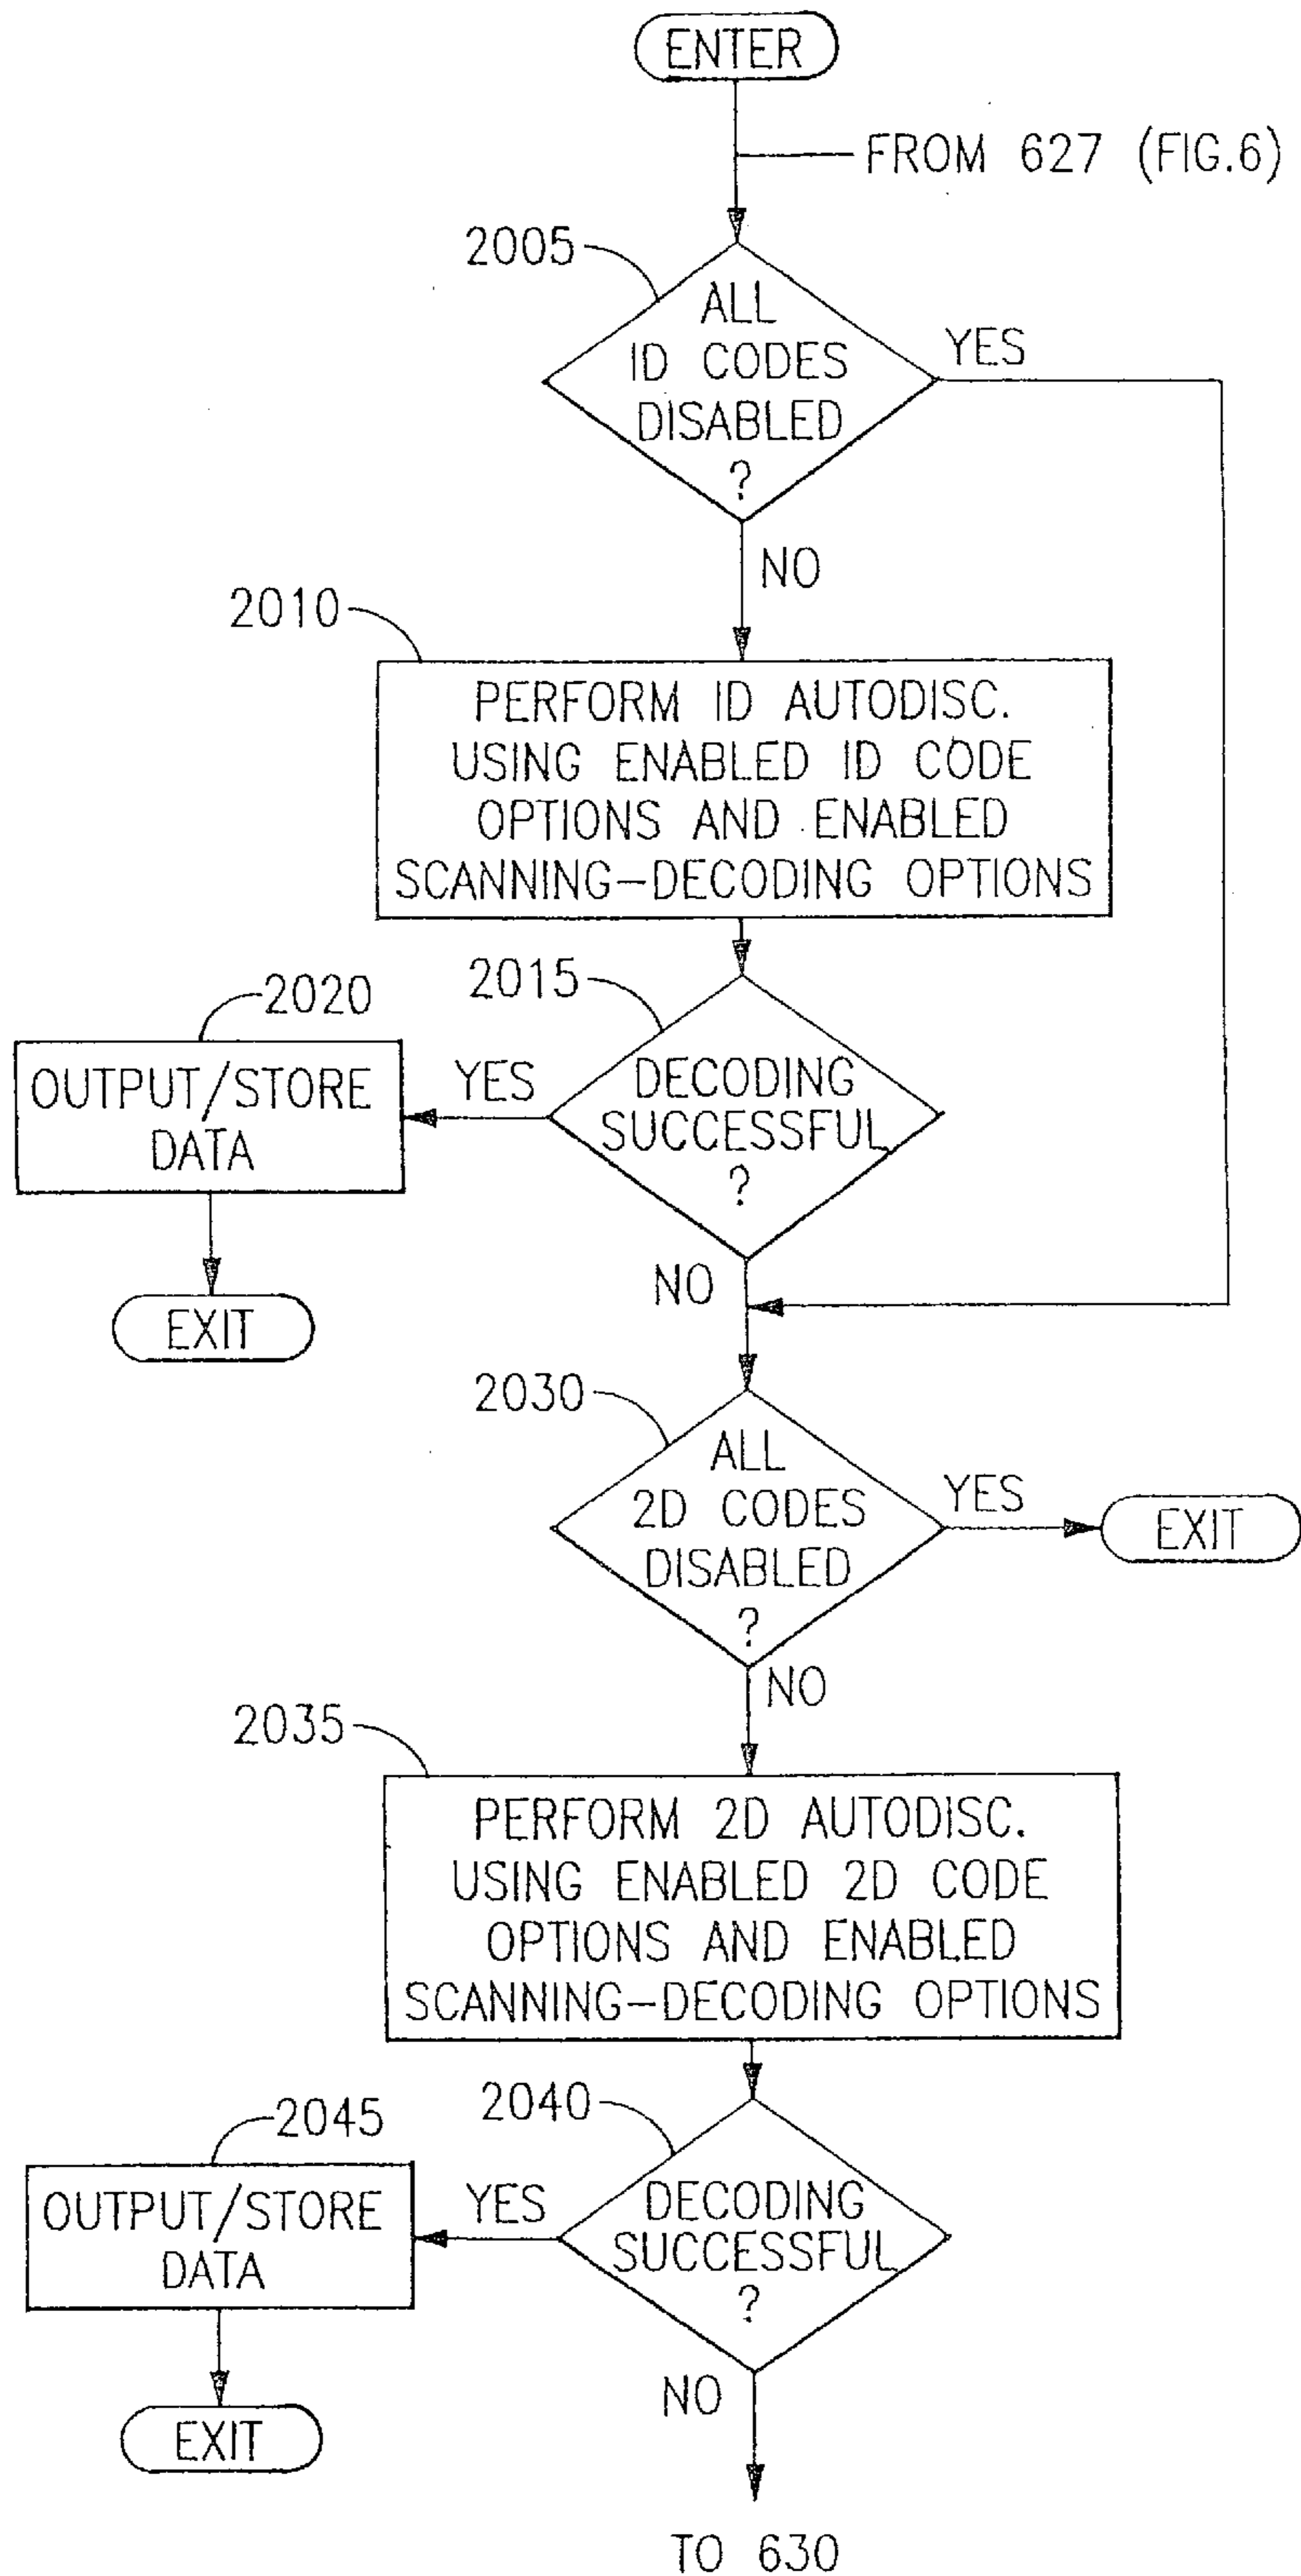 ENTER
FROM 627 (FIG.6)
2005
ALL
1D CODES
DISABLED
?
YES
NO
2010
PERFORM 1D AUTODISC.
USING ENABLED 1D CODE
OPTIONS AND ENABLED
SCANNING-DECODING OPTIONS
2015
2020
DECODING
SUCCESSFUL
?
YES
OUTPUT/STORE
DATA
EXIT
NO
2030
ALL
2D CODES
DISABLED
?
YES
EXIT
NO
2035
PERFORM 2D AUTODISC.
USING ENABLED 2D CODE
OPTIONS AND ENABLED
SCANNING-DECODING OPTIONS
2040
2045
DECODING
SUCCESSFUL
?
YES
OUTPUT/STORE
DATA
EXIT
NO
TO 630